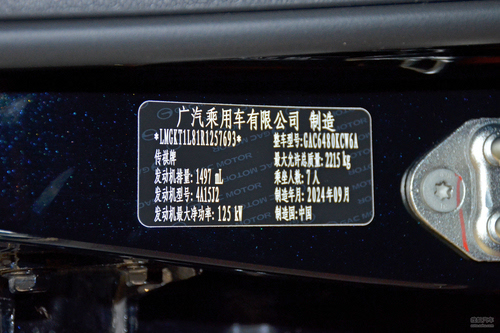 广汽乘用车有限公司 制造
*LMGKT1L81R1257693* 整车型号:GAC6480KCW6A
传祺牌 最大允许总质量:2215kg
发动机排量:1497 mL 乘坐人数:7人
发动机型号:4A15J2 制造年月:2024年09月
发动机最大净功率:125 kW 制造国:中国